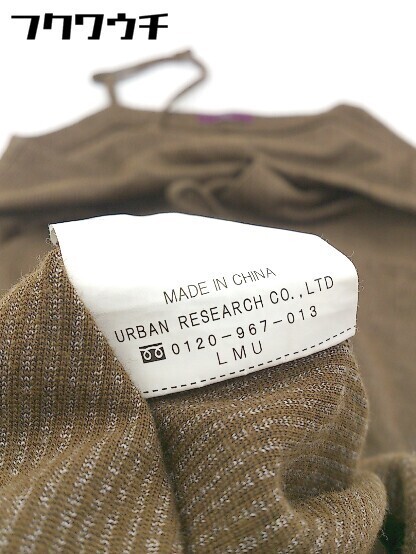 フクワウチ
MADE IN CHINA
URBAN RESEARCH CO., LTD
0120-967-013
LMU